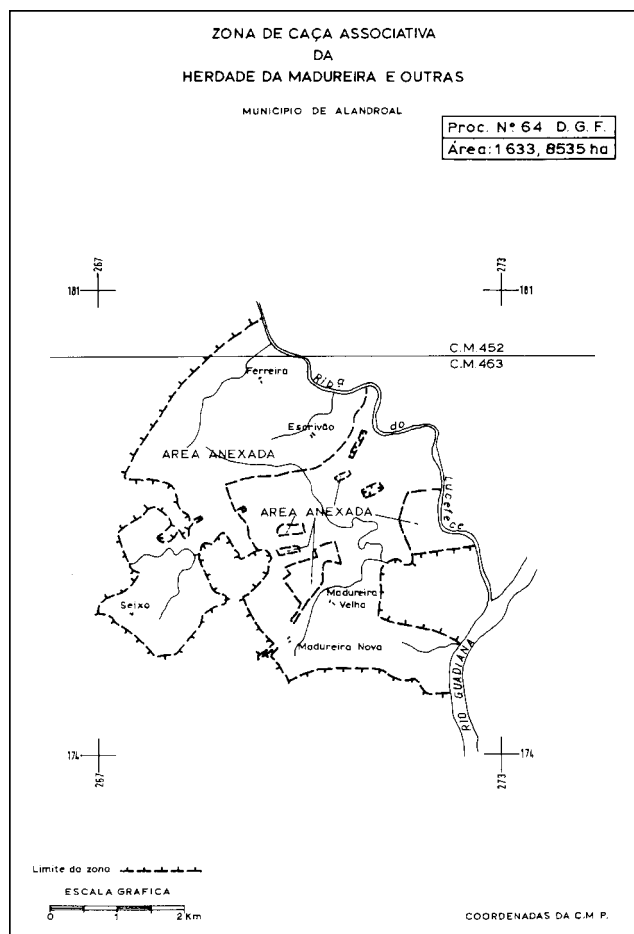 ZONA DE CAÇA ASSOCIATIVA
DA
HERDADE DA MADUREIRA E OUTRAS
MUNICIPIO DE ALANDROAL
Proc. Nº 64 D. G. F.
Área: 1 633, 8535 ha
267
273
181
181
C.M. 452
C.M. 463
Ferreira
Ribª do Lucefece
Escrivão
AREA ANEXADA
AREA ANEXADA
Seixo
Madureira
Velha
Madureira Nova
RIO GUADIANA
174
174
267
273
Limite da zona
ESCALA GRAFICA
0 1 2 Km
COORDENADAS DA C.M P.